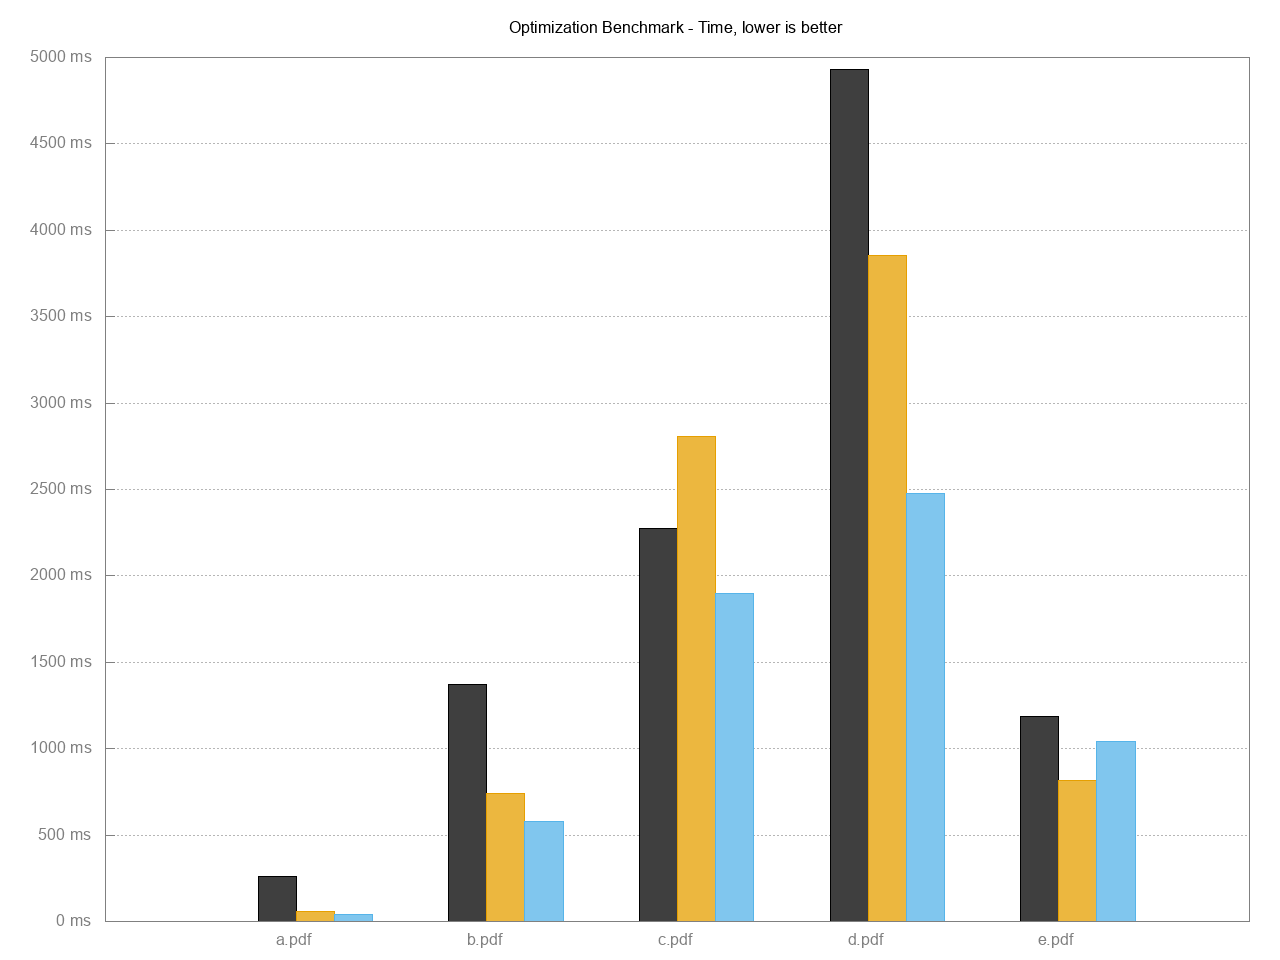 Optimization Benchmark - Time, lower is better
5000 ms
4500 ms
4000 ms
3500 ms
3000 ms
2500 ms
2000 ms
1500 ms
1000 ms
500 ms
0 ms
a.pdf b.pdf c.pdf d.pdf e.pdf